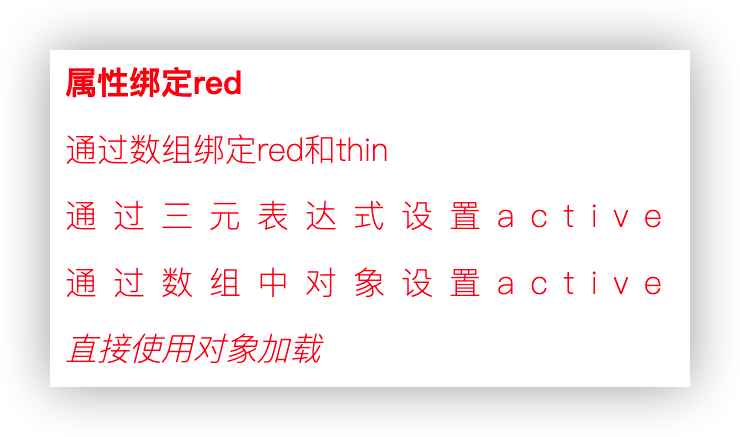 属性绑定red
通过数组绑定red和thin
通过三元表达式设置active
通过数组中对象设置active
直接使用对象加载